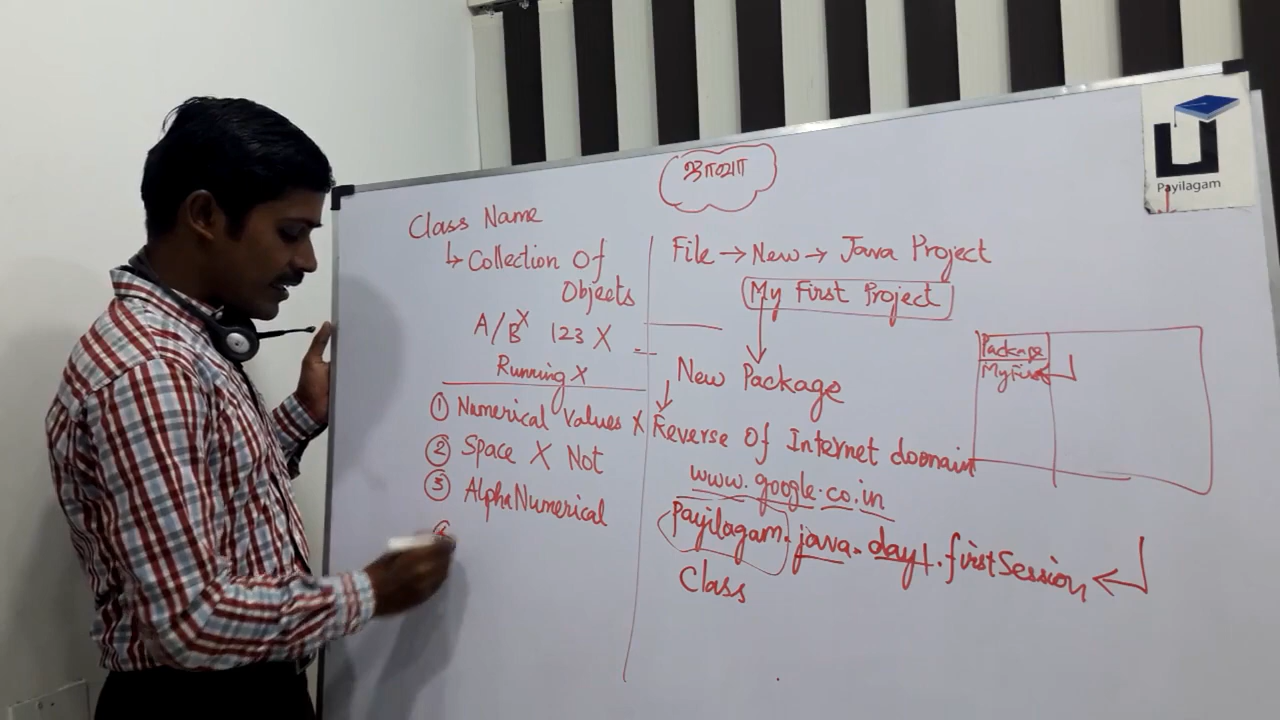 ஜாவா
Payilagam
Class Name
↳ Collection Of
Objects
A/B X 123 X
Running X
① Numerical Values X
② Space X Not
③ AlphaNumerical
File → New → Java Project
My First Project
New Package
Reverse Of Internet domain
www.google.co.in
Payilagam.java.day1.firstSession
Class
Package
MyFirst